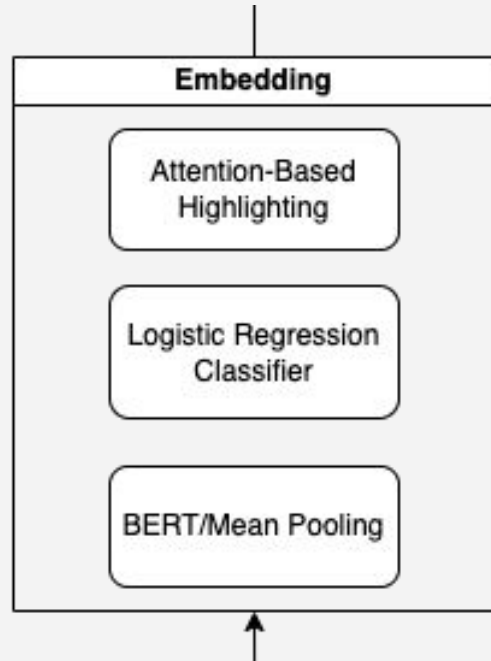 Embedding
Attention-Based
Highlighting
Logistic Regression
Classifier
BERT/Mean Pooling